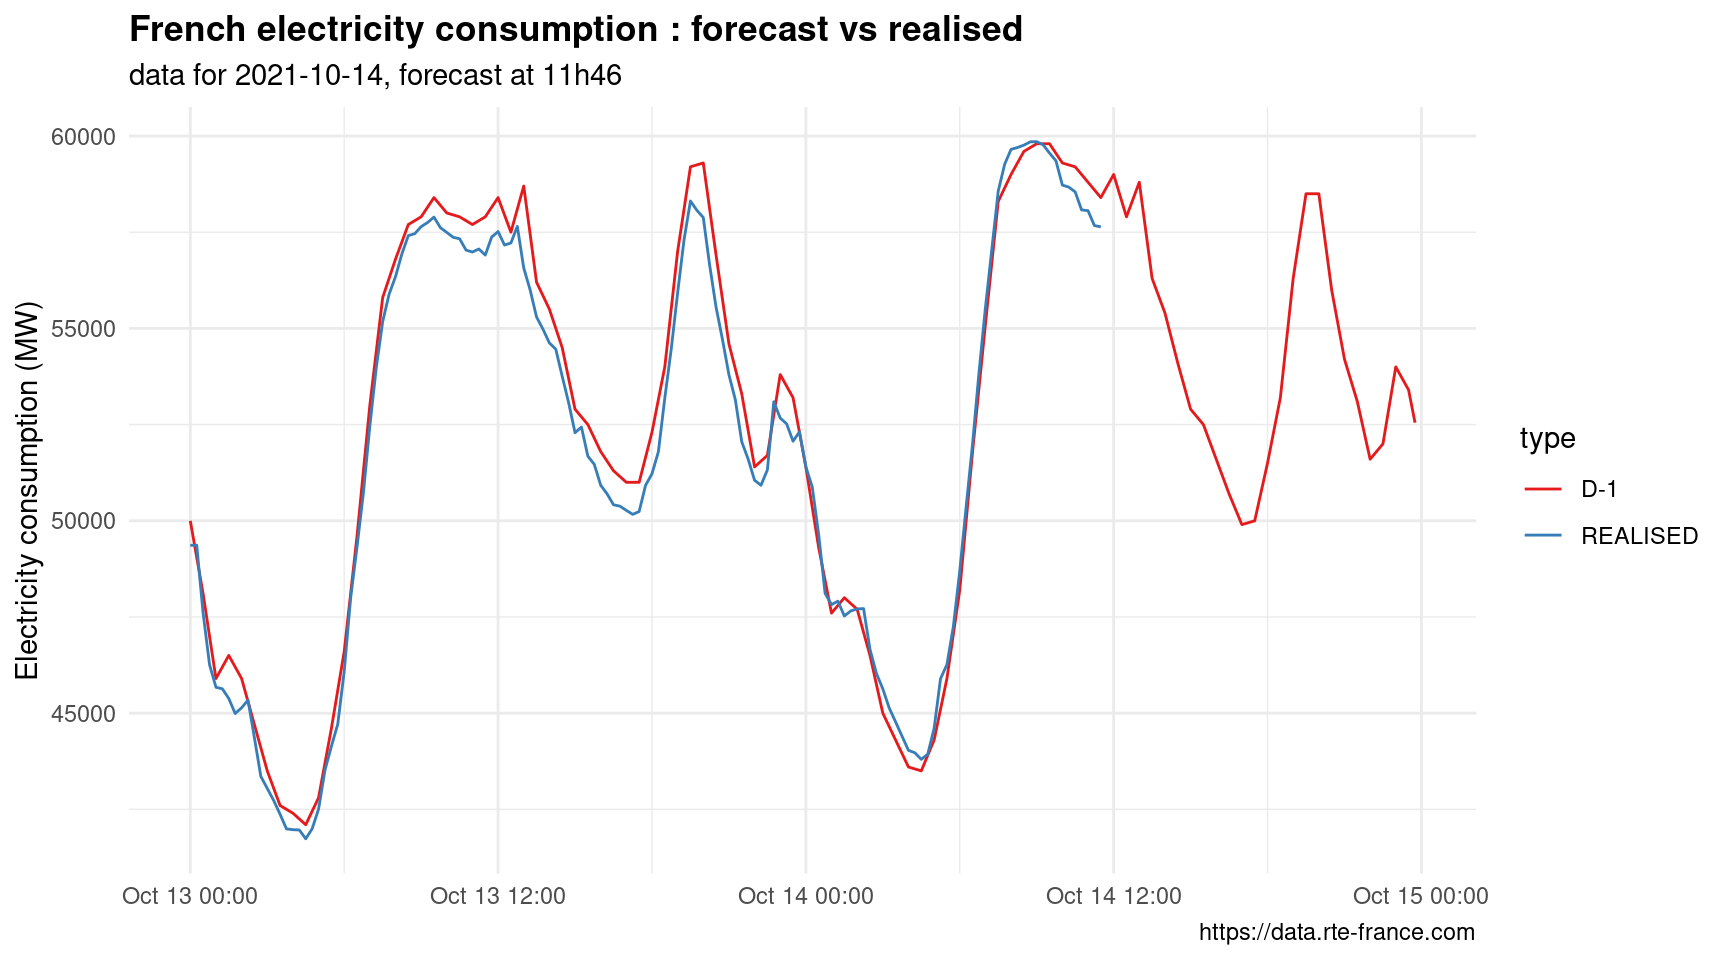 French electricity consumption : forecast vs realised
data for 2021-10-14, forecast at 11h46
Electricity consumption (MW)
60000
55000
50000
45000
Oct 13 00:00
Oct 13 12:00
Oct 14 00:00
Oct 14 12:00
Oct 15 00:00
type
D-1
REALISED
https://data.rte-france.com